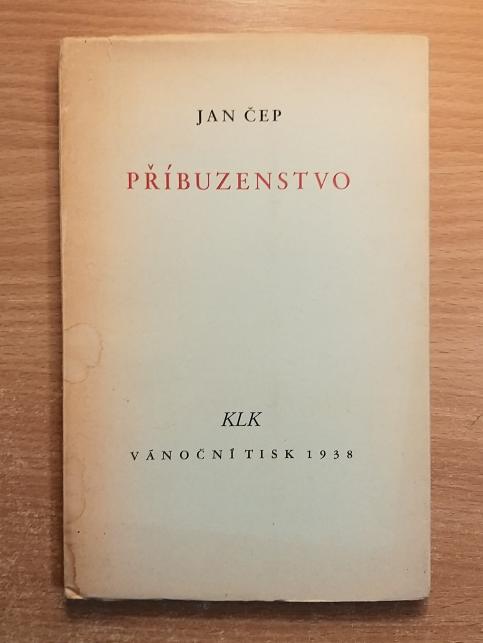 JAN ČEP
PŘÍBUZENSTVO
KLK
VÁNOČNÍ TISK 1938